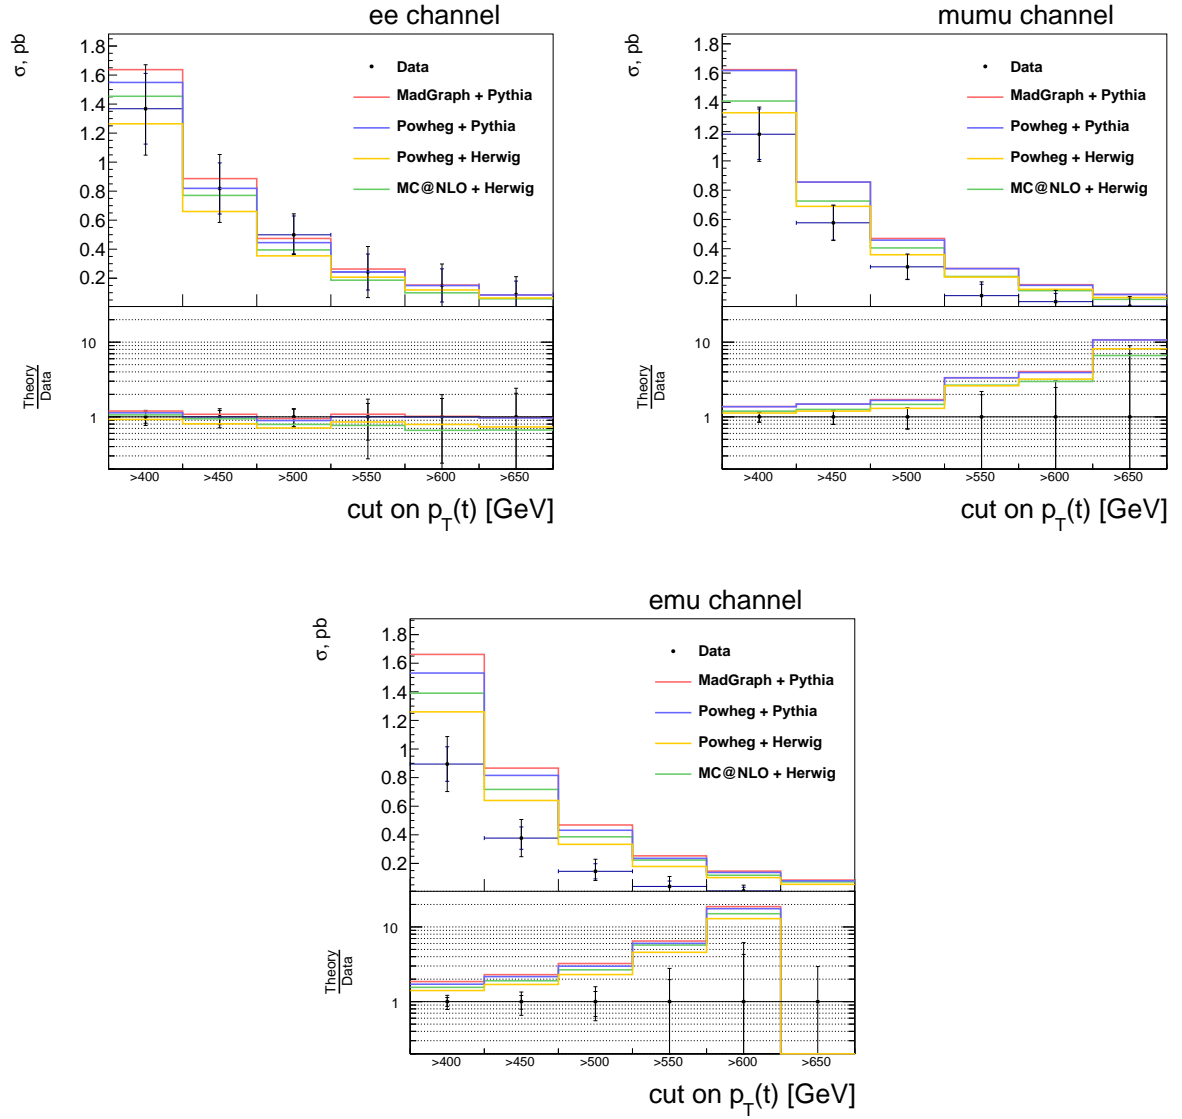 ee channel
σ, pb
1.8
1.6
1.4
1.2
1
0.8
0.6
0.4
0.2
Data
MadGraph + Pythia
Powheg + Pythia
Powheg + Herwig
MC@NLO + Herwig
Theory
Data
10
1
>400 >450 >500 >550 >600 >650
cut on p_T(t) [GeV]
mumu channel
σ, pb
1.8
1.6
1.4
1.2
1
0.8
0.6
0.4
0.2
Data
MadGraph + Pythia
Powheg + Pythia
Powheg + Herwig
MC@NLO + Herwig
Theory
Data
10
1
>400 >450 >500 >550 >600 >650
cut on p_T(t) [GeV]
emu channel
σ, pb
1.8
1.6
1.4
1.2
1
0.8
0.6
0.4
0.2
Data
MadGraph + Pythia
Powheg + Pythia
Powheg + Herwig
MC@NLO + Herwig
Theory
Data
10
1
>400 >450 >500 >550 >600 >650
cut on p_T(t) [GeV]